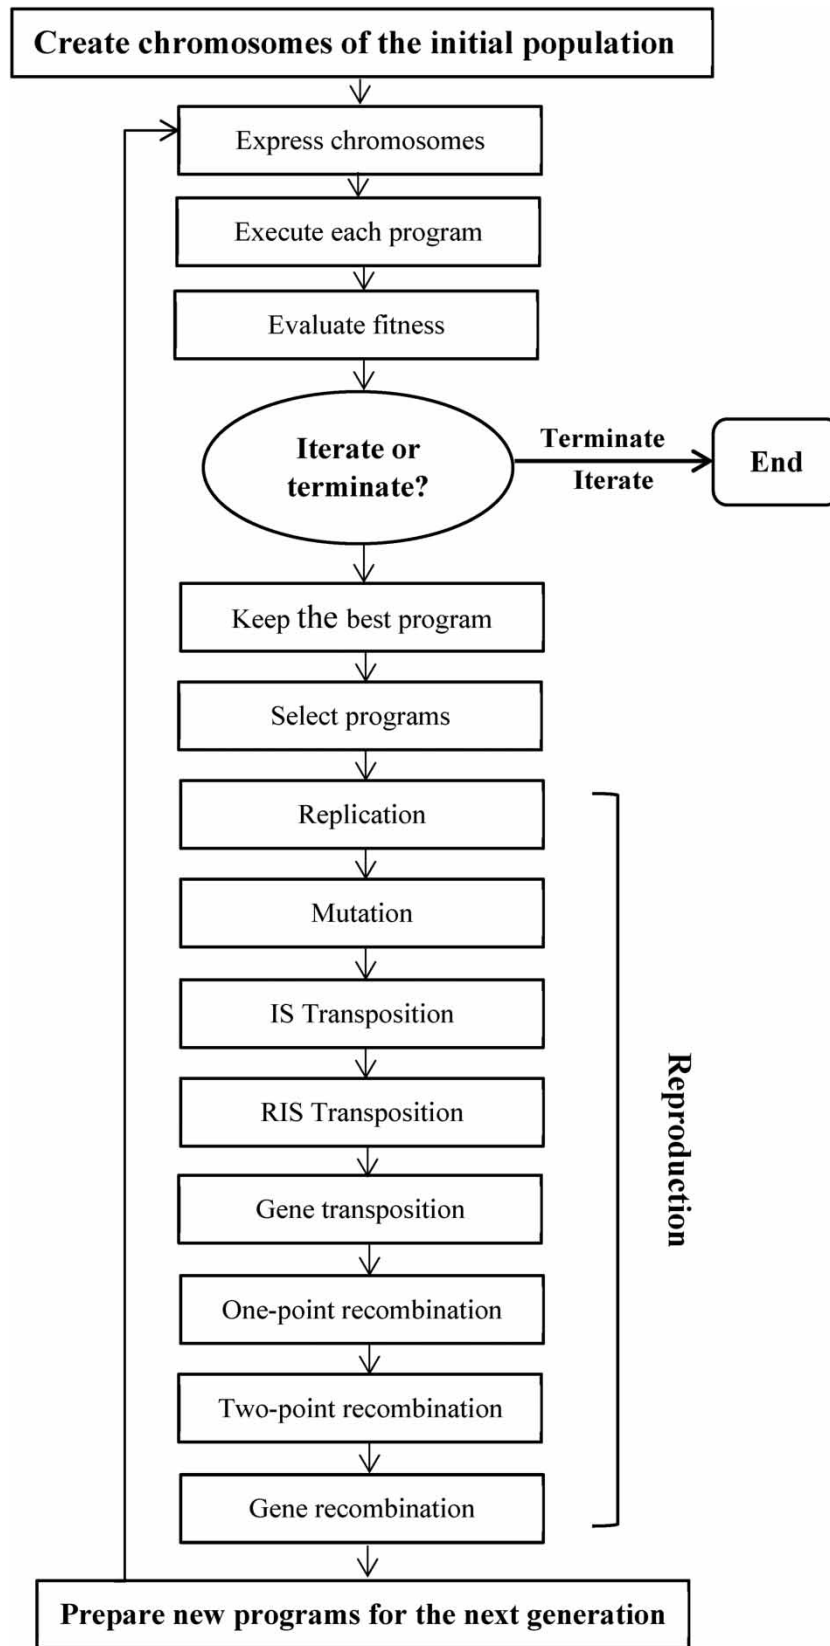 Create chromosomes of the initial population
Express chromosomes
Execute each program
Evaluate fitness
Iterate or
terminate?
Terminate
Iterate
End
Keep the best program
Select programs
Replication
Mutation
IS Transposition
RIS Transposition
Gene transposition
One-point recombination
Two-point recombination
Gene recombination
Reproduction
Prepare new programs for the next generation